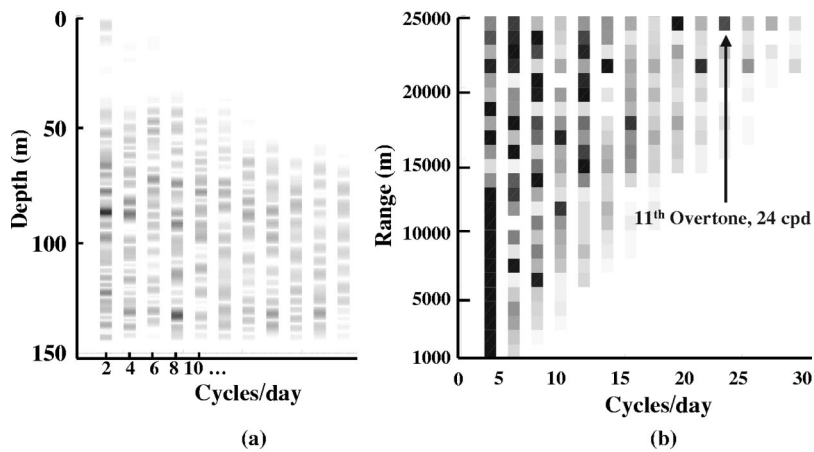 0
50
100
150
Depth (m)
2 4 6 8 10 ...
Cycles/day
(a)
25000
20000
15000
10000
5000
1000
Range (m)
11th Overtone, 24 cpd
0 5 10 15 20 25 30
Cycles/day
(b)